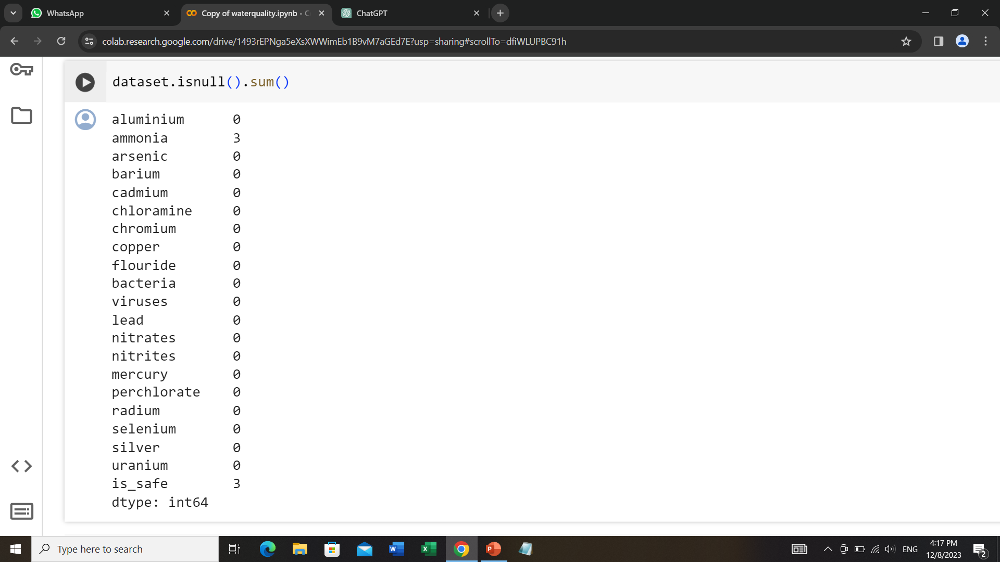 WhatsApp
Copy of waterquality.ipynb - C
ChatGPT
colab.research.google.com/drive/1493rEPNga5eXsXWWimEb1B9vM7aGEd7E?usp=sharing#scrollTo=dfiWLUPBC91h
dataset.isnull().sum()
aluminium 0
ammonia 3
arsenic 0
barium 0
cadmium 0
chloramine 0
chromium 0
copper 0
flouride 0
bacteria 0
viruses 0
lead 0
nitrates 0
nitrites 0
mercury 0
perchlorate 0
radium 0
selenium 0
silver 0
uranium 0
is_safe 3
dtype: int64
Type here to search
ENG
4:17 PM
12/8/2023
2